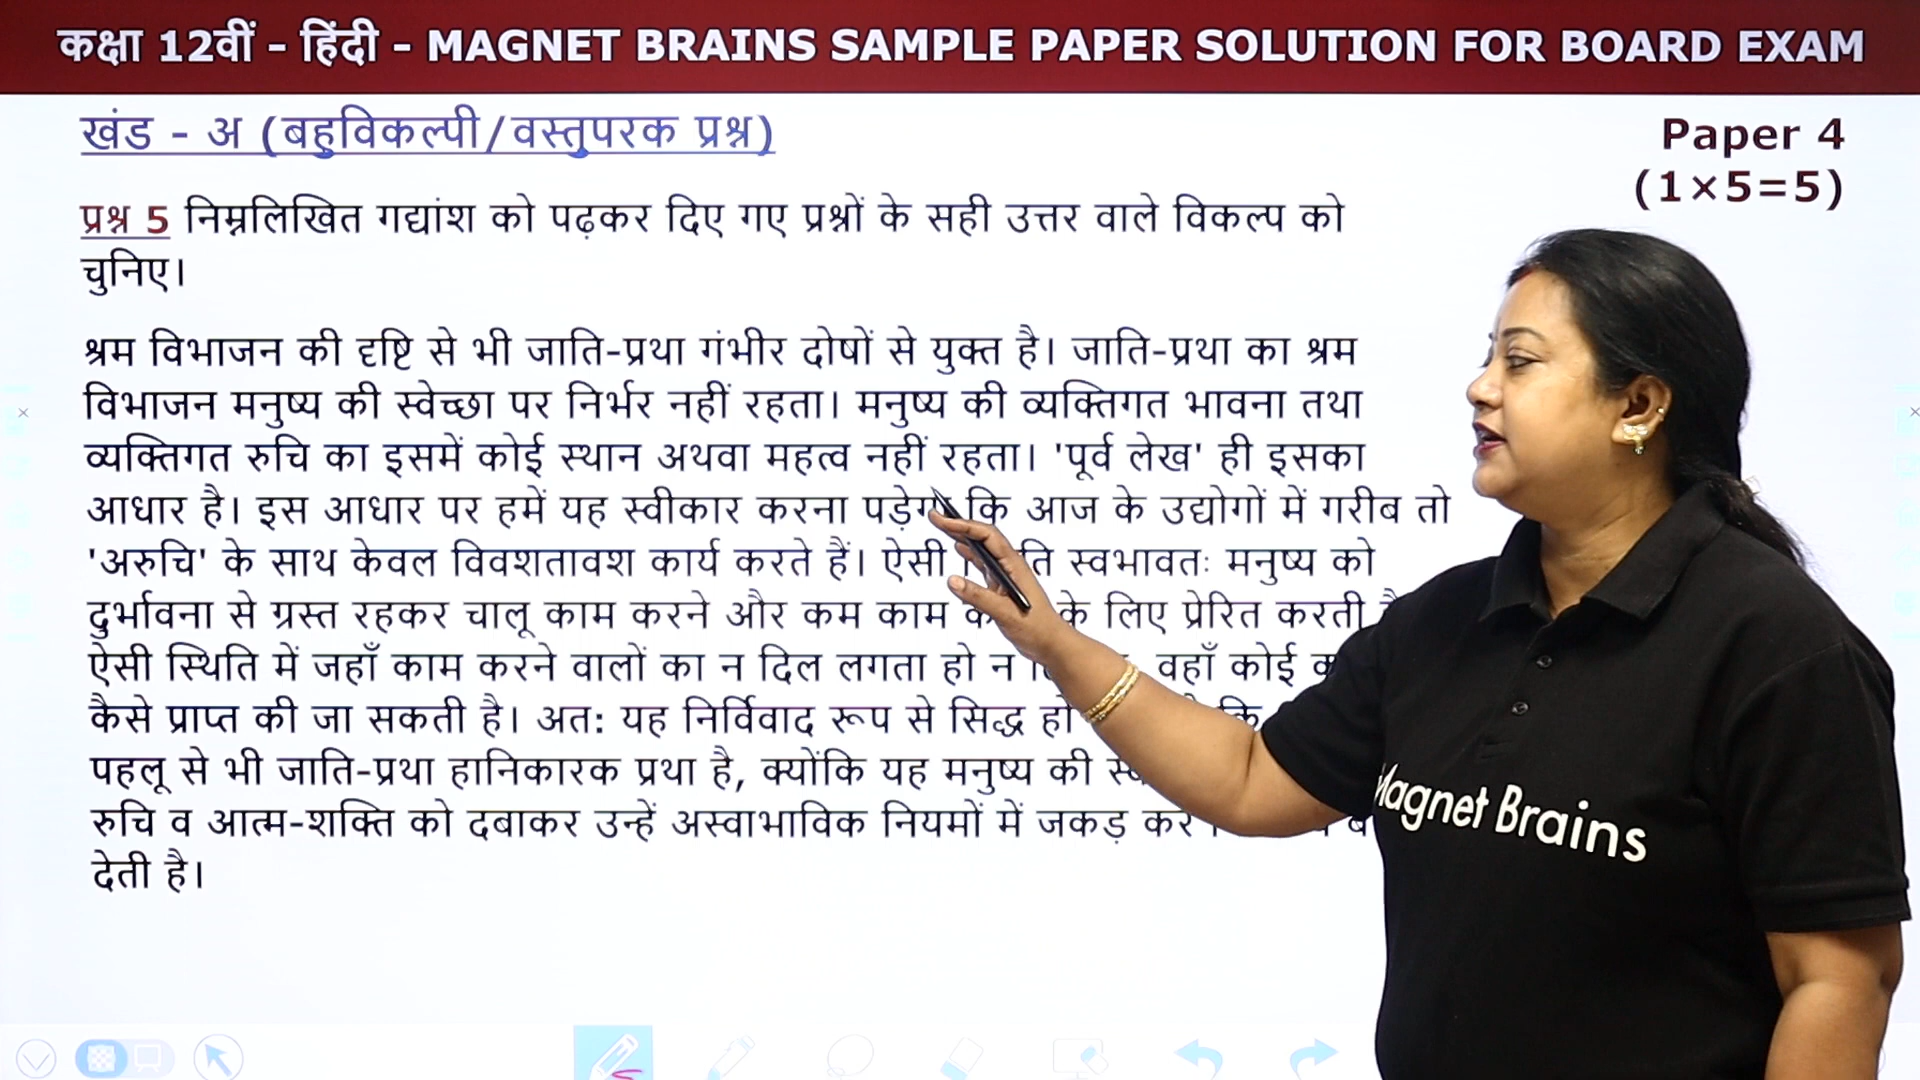 कक्षा 12वीं - हिंदी - MAGNET BRAINS SAMPLE PAPER SOLUTION FOR BOARD EXAM
खंड - अ (बहुविकल्पी/वस्तुपरक प्रश्न)
Paper 4
(1×5=5)
प्रश्न 5 निम्नलिखित गद्यांश को पढ़कर दिए गए प्रश्नों के सही उत्तर वाले विकल्प को
चुनिए।
श्रम विभाजन की दृष्टि से भी जाति-प्रथा गंभीर दोषों से युक्त है। जाति-प्रथा का श्रम
विभाजन मनुष्य की स्वेच्छा पर निर्भर नहीं रहता। मनुष्य की व्यक्तिगत भावना तथा
व्यक्तिगत रुचि का इसमें कोई स्थान अथवा महत्व नहीं रहता। 'पूर्व लेख' ही इसका
आधार है। इस आधार पर हमें यह स्वीकार करना पड़ेगा कि आज के उद्योगों में गरीब तो
'अरुचि' के साथ केवल विवशतावश कार्य करते हैं। ऐसी स्वभावतः मनुष्य को
दुर्भावना से ग्रस्त रहकर चालू काम करने और कम काम के लिए प्रेरित करती
ऐसी स्थिति में जहाँ काम करने वालों का न दिल लगता हो न वहाँ कोई
कैसे प्राप्त की जा सकती है। अत: यह निर्विवाद रूप से सिद्ध हो कि
पहलू से भी जाति-प्रथा हानिकारक प्रथा है, क्योंकि यह मनुष्य की
रुचि व आत्म-शक्ति को दबाकर उन्हें अस्वाभाविक नियमों में जकड़ कर
देती है।
Magnet Brains